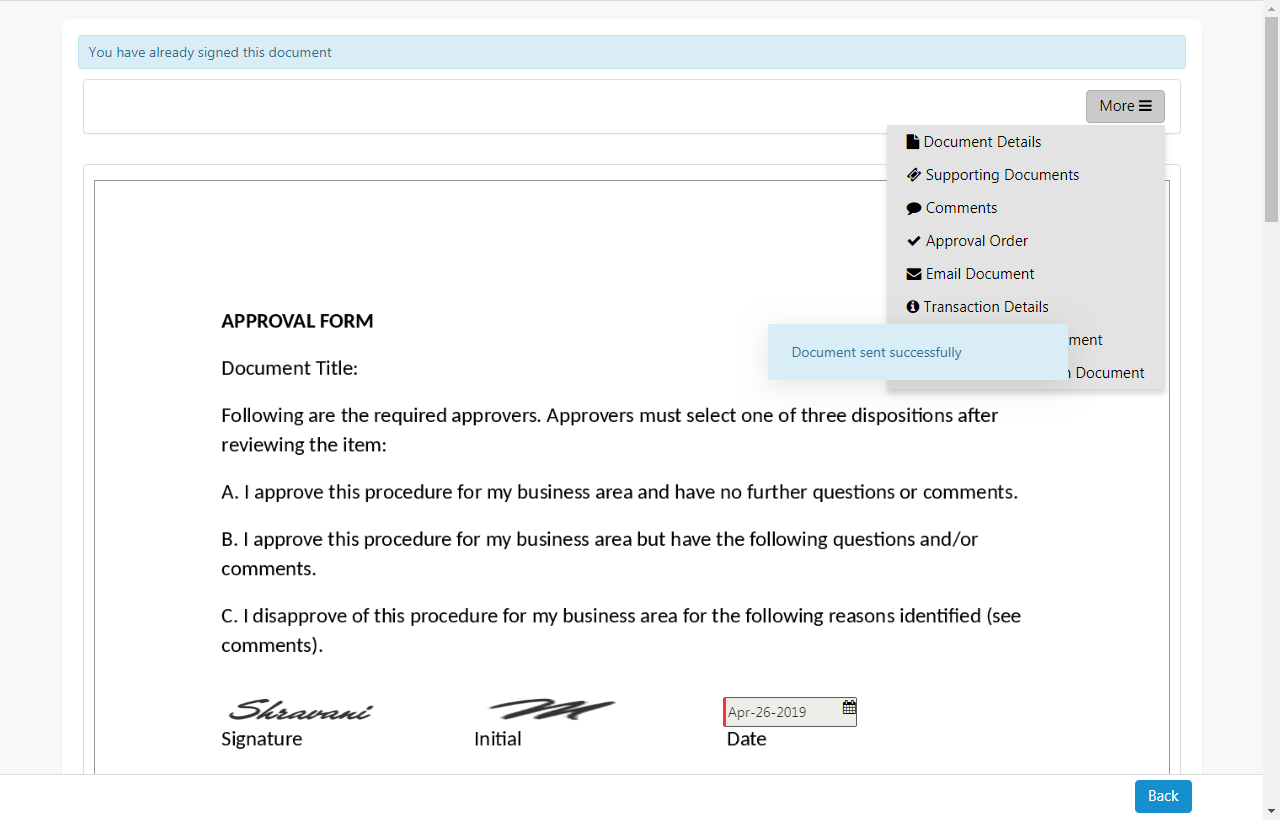 You have already signed this document
More
Document Details
Supporting Documents
Comments
Approval Order
Email Document
Transaction Details
Document sent successfully
Document
APPROVAL FORM
Document Title:
Following are the required approvers. Approvers must select one of three dispositions after
reviewing the item:
A. I approve this procedure for my business area and have no further questions or comments.
B. I approve this procedure for my business area but have the following questions and/or
comments.
C. I disapprove of this procedure for my business area for the following reasons identified (see
comments).
Shravani
Apr-26-2019
Signature Initial Date
Back